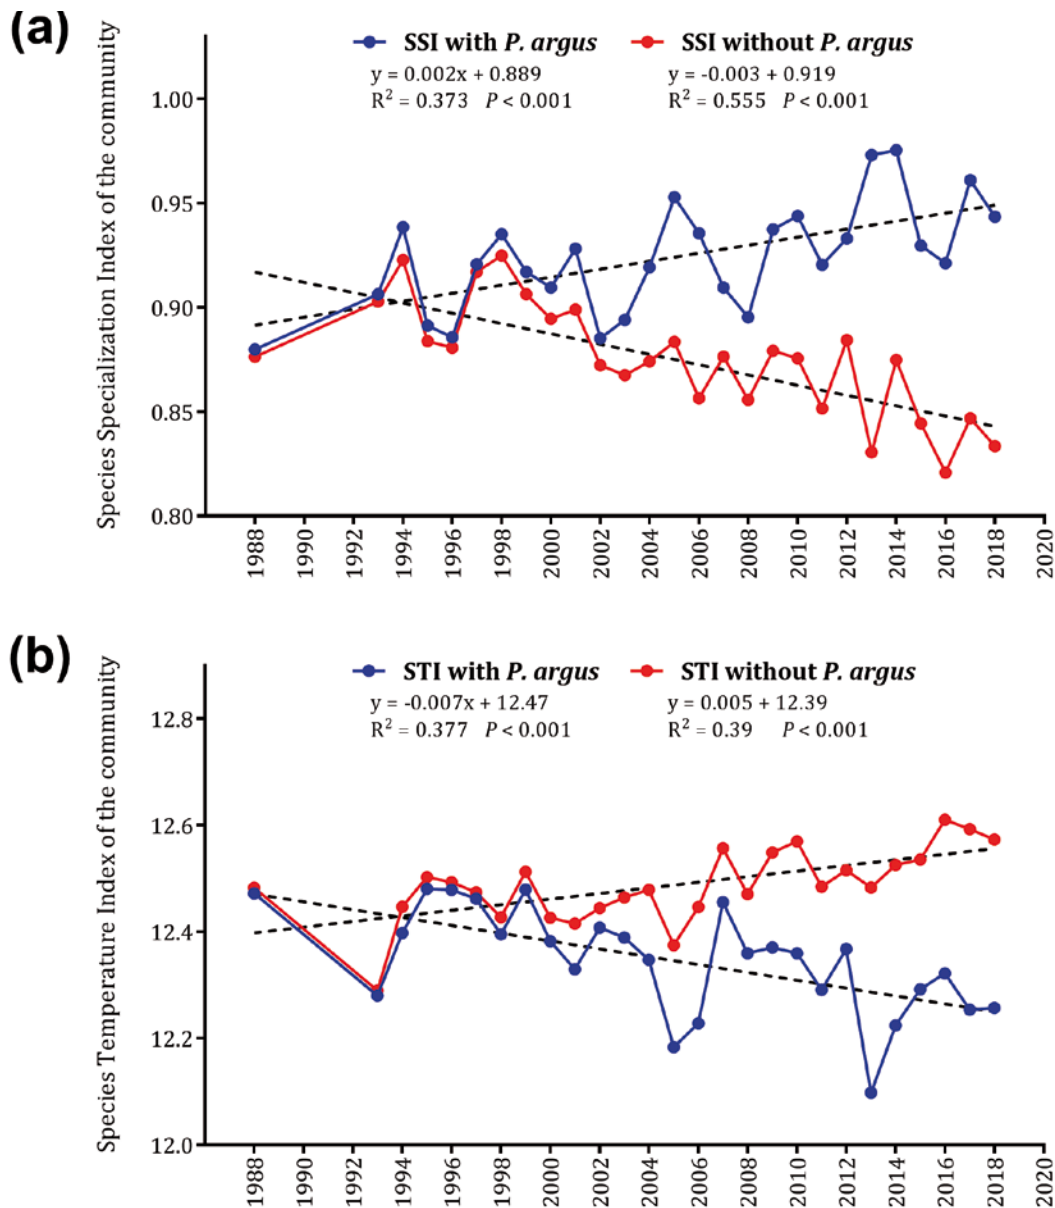 (a)
SSI with P. argus
SSI without P. argus
y = 0.002x + 0.889
y = -0.003 + 0.919
R² = 0.373 P < 0.001
R² = 0.555 P < 0.001
Species Specialization Index of the community
1.00
0.95
0.90
0.85
0.80
1988 1990 1992 1994 1996 1998 2000 2002 2004 2006 2008 2010 2012 2014 2016 2018 2020
(b)
STI with P. argus
STI without P. argus
y = -0.007x + 12.47
y = 0.005 + 12.39
R² = 0.377 P < 0.001
R² = 0.39 P < 0.001
Species Temperature Index of the community
12.8
12.6
12.4
12.2
12.0
1988 1990 1992 1994 1996 1998 2000 2002 2004 2006 2008 2010 2012 2014 2016 2018 2020